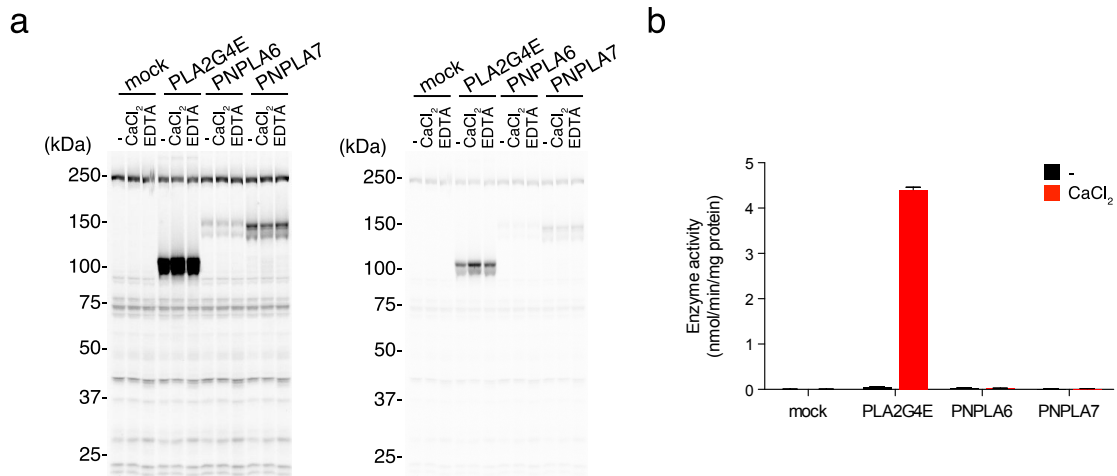 a
mock
PLA2G4E
PNPLA6
PNPLA7
-
CaCl2
EDTA
-
CaCl2
EDTA
-
CaCl2
EDTA
-
CaCl2
EDTA
(kDa)
250-
150-
100-
75-
50-
37-
25-
mock
PLA2G4E
PNPLA6
PNPLA7
-
CaCl2
EDTA
-
CaCl2
EDTA
-
CaCl2
EDTA
-
CaCl2
EDTA
(kDa)
250-
150-
100-
75-
50-
37-
25-
b
Enzyme activity
(nmol/min/mg protein)
5
4
3
2
1
0
mock
PLA2G4E
PNPLA6
PNPLA7
-
CaCl2